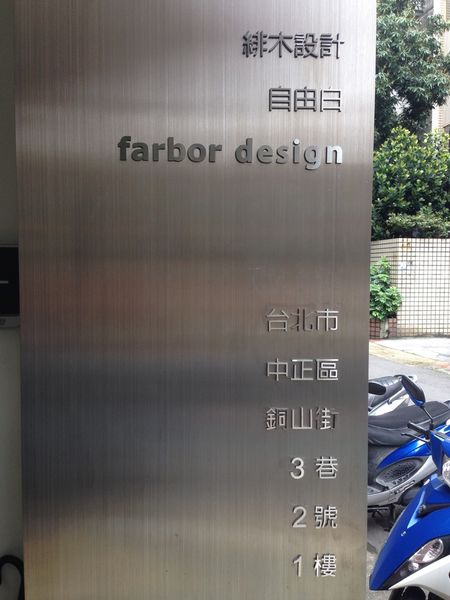 緋木設計
自由白
farbor design
台北市
中正區
銅山街
3巷
2號
1樓